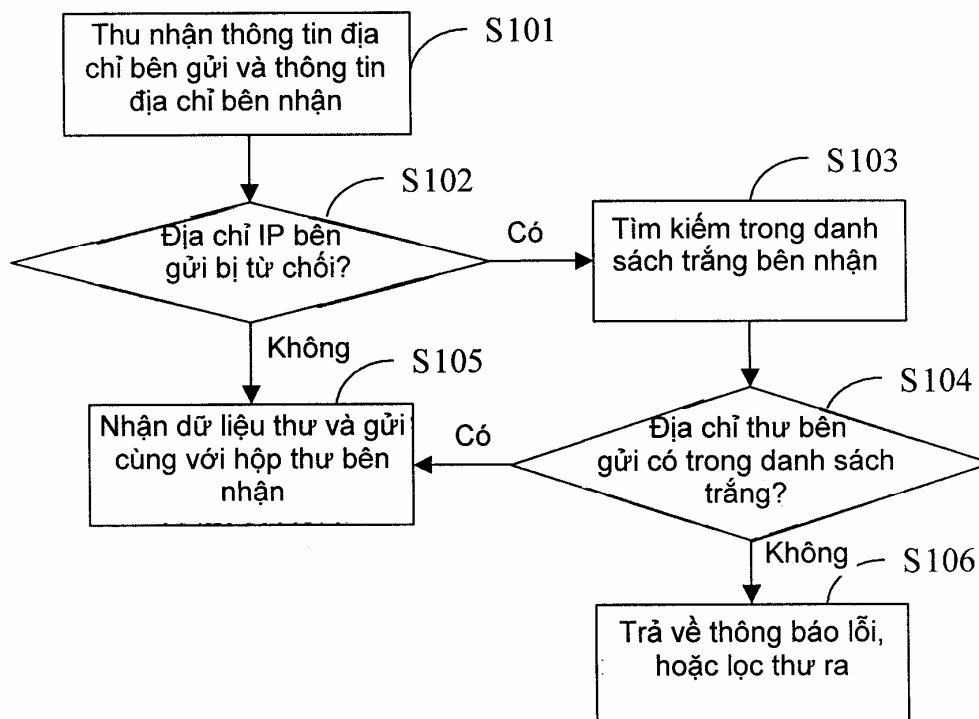 Thu nhận thông tin địa
chỉ bên gửi và thông tin
địa chỉ bên nhận
S101
S102
Địa chỉ IP bên
gửi bị từ chối?
Có
S103
Tìm kiếm trong danh
sách trắng bên nhận
Không
S105
Nhận dữ liệu thư và gửi
cùng với hộp thư bên
nhận
Có
S104
Địa chỉ thư bên
gửi có trong danh sách
trắng?
Không
S106
Trả về thông báo lỗi,
hoặc lọc thư ra